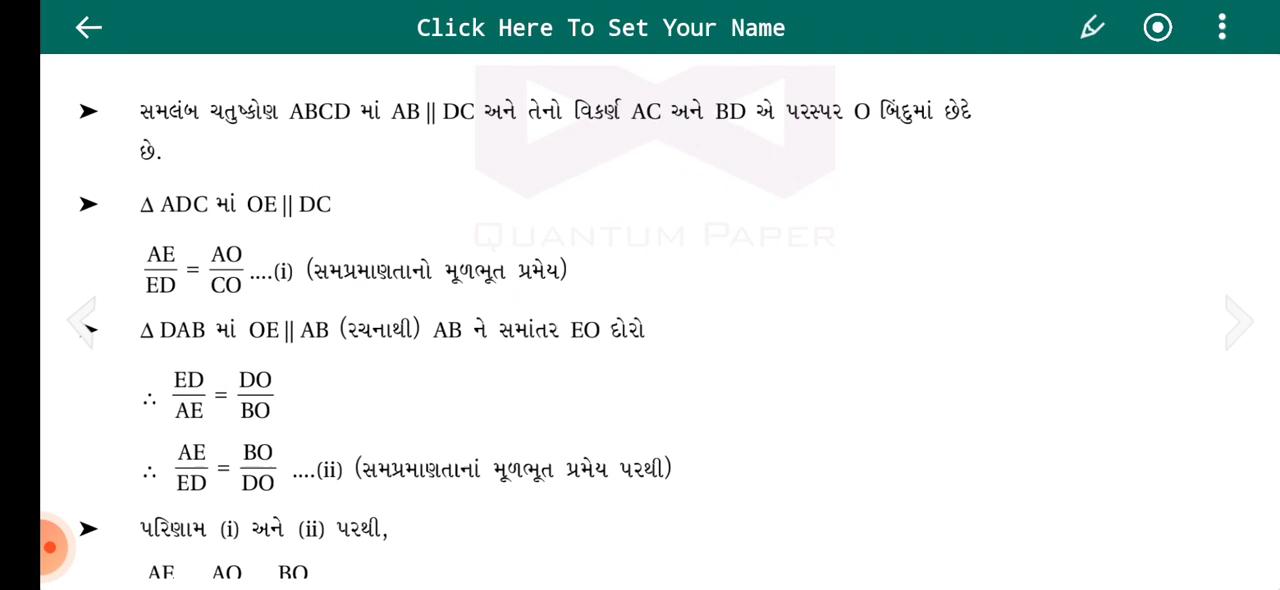 Click Here To Set Your Name
➤ સમલંબ ચતુષ્કોણ ABCD માં AB || DC અને તેનો વિકર્ણ AC અને BD એ પરસ્પર O બિંદુમાં છેદે
છે.
QUANTUM PAPER
➤ Δ ADC માં OE || DC
AE/ED = AO/CO ....(i) (સમપ્રમાણતાનો મૂળભૂત પ્રમેય)
➤ Δ DAB માં OE || AB (રચનાથી) AB ને સમાંતર EO દોરો
∴ ED/AE = DO/BO
∴ AE/ED = BO/DO ....(ii) (સમપ્રમાણતાનાં મૂળભૂત પ્રમેય પરથી)
➤ પરિણામ (i) અને (ii) પરથી,
AE AO BO